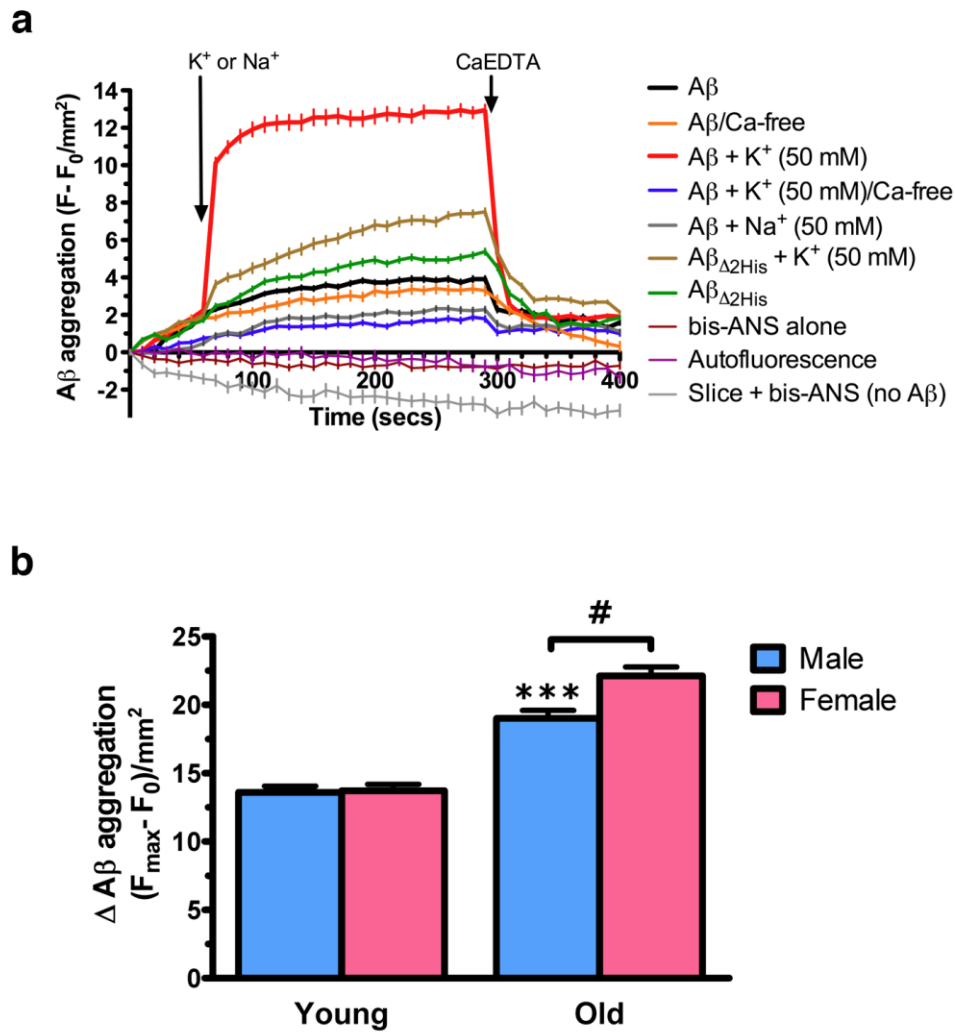 a
K⁺ or Na⁺
CaEDTA
Aβ aggregation (F- F₀/mm²)
14
12
10
8
6
4
2
0
-2
100
200
300
400
Time (secs)
Aβ
Aβ/Ca-free
Aβ + K⁺ (50 mM)
Aβ + K⁺ (50 mM)/Ca-free
Aβ + Na⁺ (50 mM)
Aβ_Δ2His + K⁺ (50 mM)
Aβ_Δ2His
bis-ANS alone
Autofluorescence
Slice + bis-ANS (no Aβ)
b
Δ Aβ aggregation
(F_max- F₀)/mm²
25
20
15
10
5
0
***
#
Young
Old
Male
Female